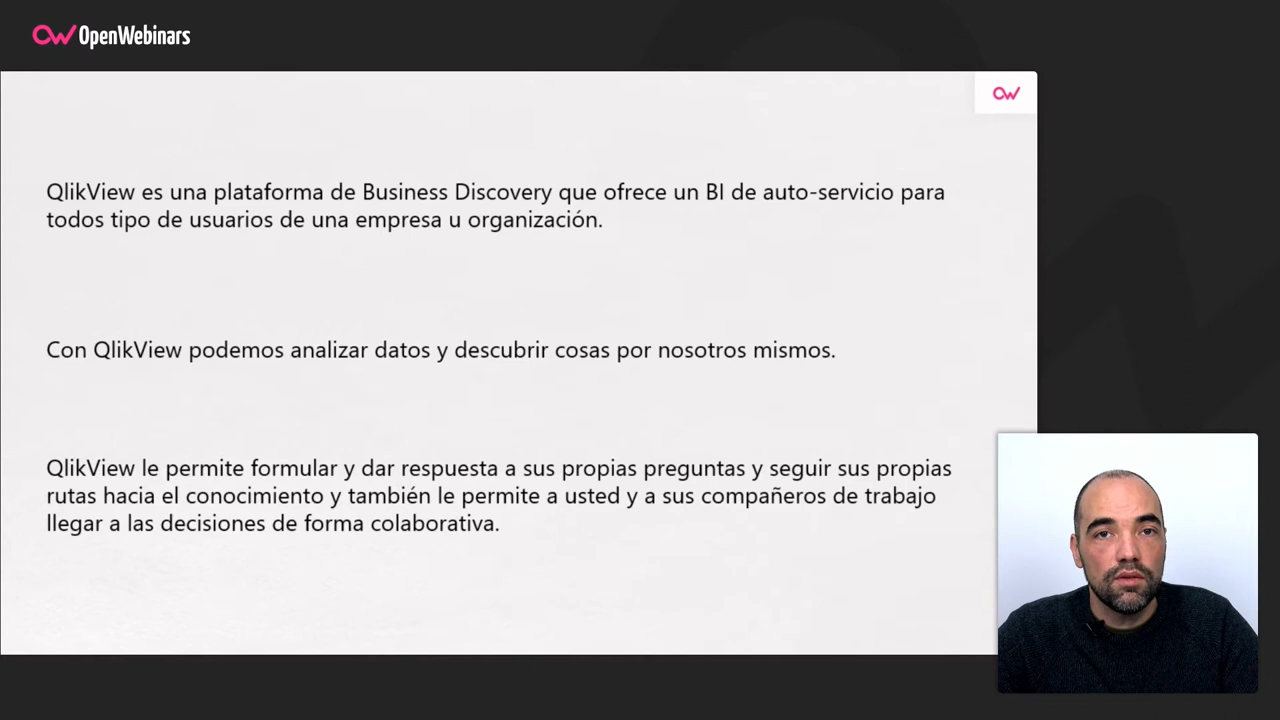 OpenWebinars
QlikView es una plataforma de Business Discovery que ofrece un BI de auto-servicio para
todos tipo de usuarios de una empresa u organización.
Con QlikView podemos analizar datos y descubrir cosas por nosotros mismos.
QlikView le permite formular y dar respuesta a sus propias preguntas y seguir sus propias
rutas hacia el conocimiento y también le permite a usted y a sus compañeros de trabajo
llegar a las decisiones de forma colaborativa.